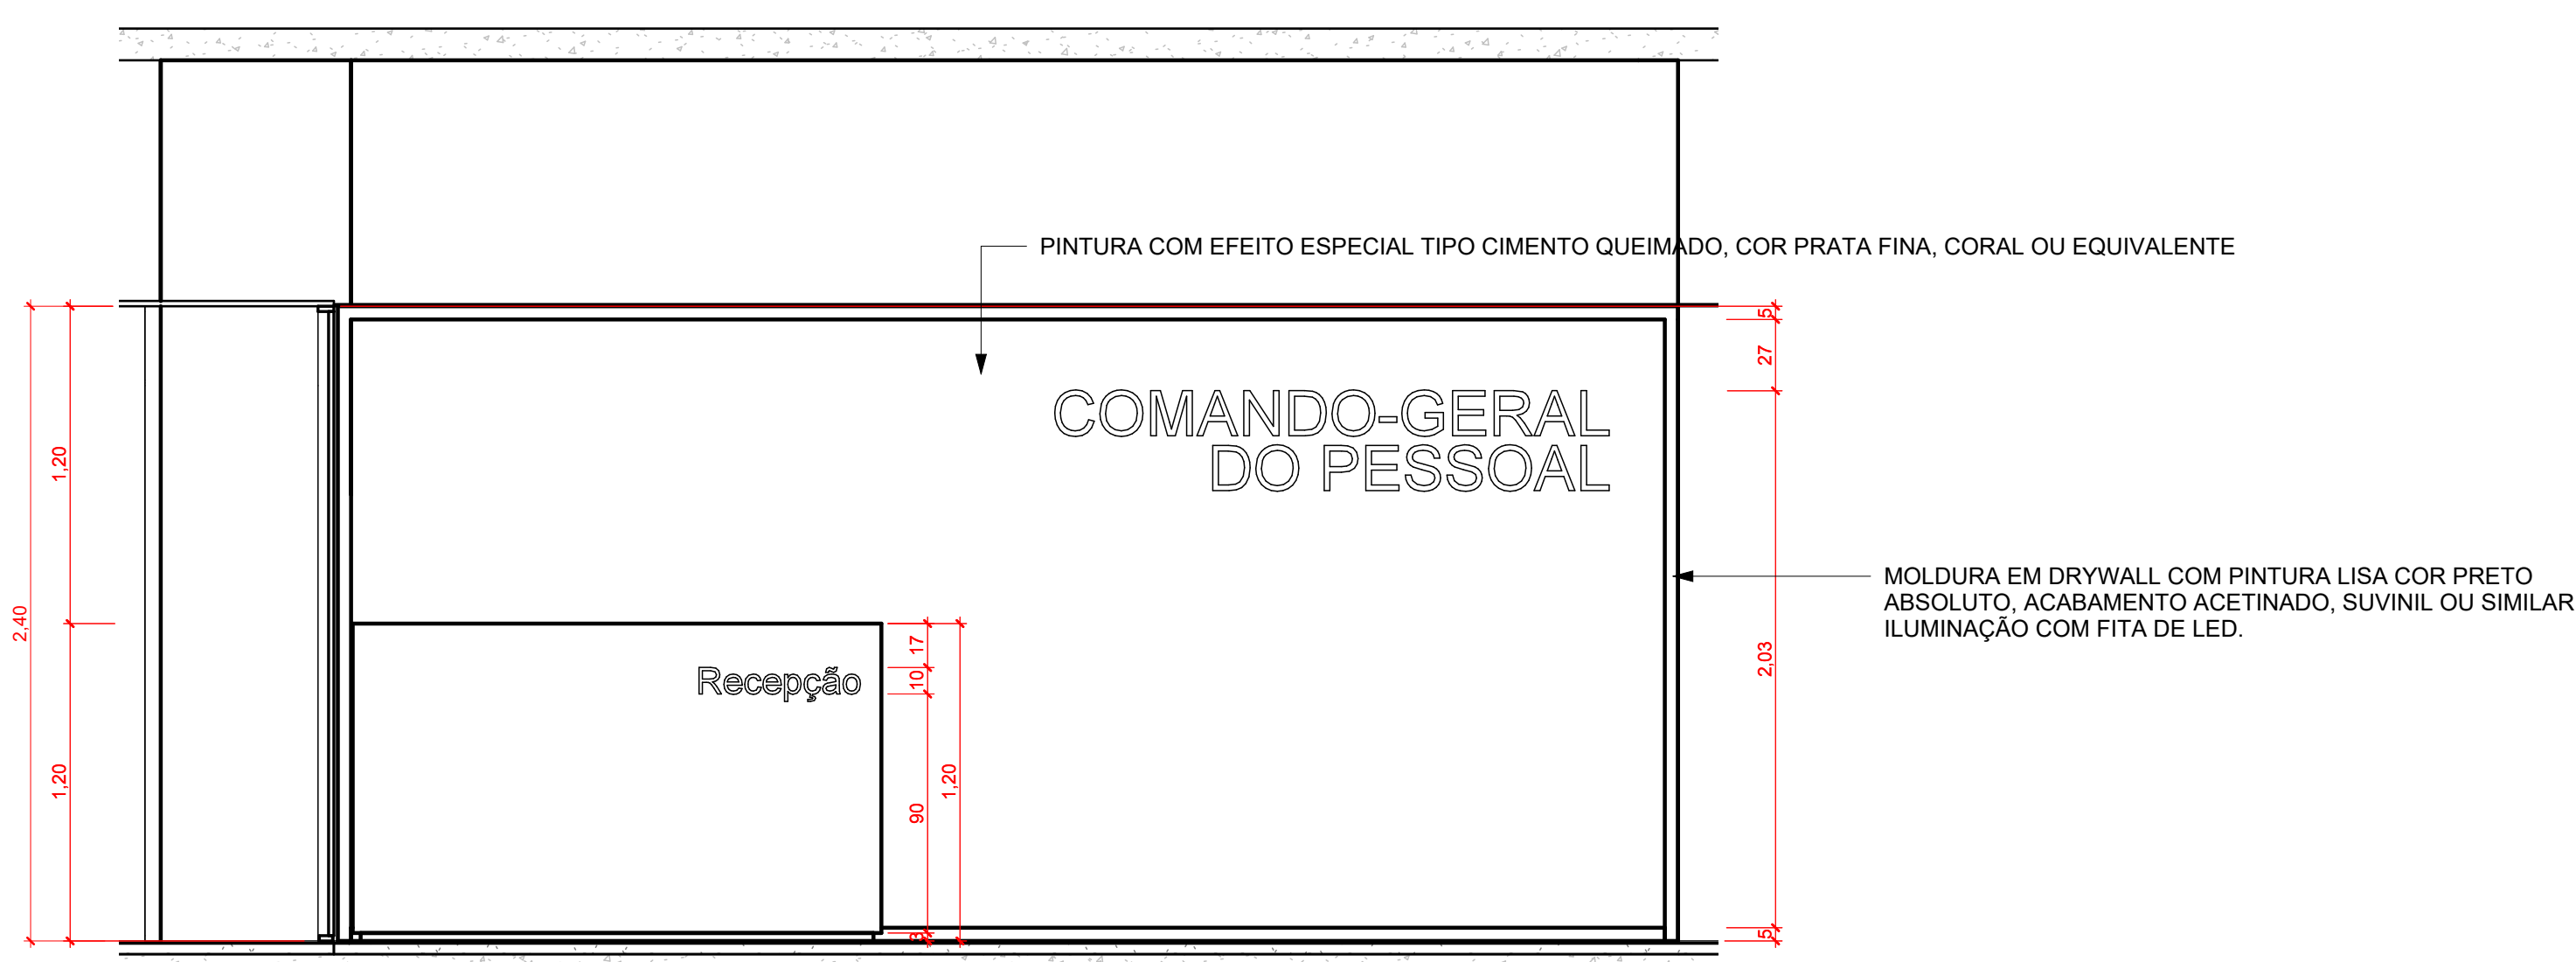 PINTURA COM EFEITO ESPECIAL TIPO CIMENTO QUEIMADO, COR PRATA FINA, CORAL OU EQUIVALENTE
5
27
COMANDO-GERAL
DO PESSOAL
1,20
2,40
MOLDURA EM DRYWALL COM PINTURA LISA COR PRETO
ABSOLUTO, ACABAMENTO ACETINADO, SUVINIL OU SIMILAR
ILUMINAÇÃO COM FITA DE LED.
17
Recepção
10
2,03
1,20
1,20
90
3
5